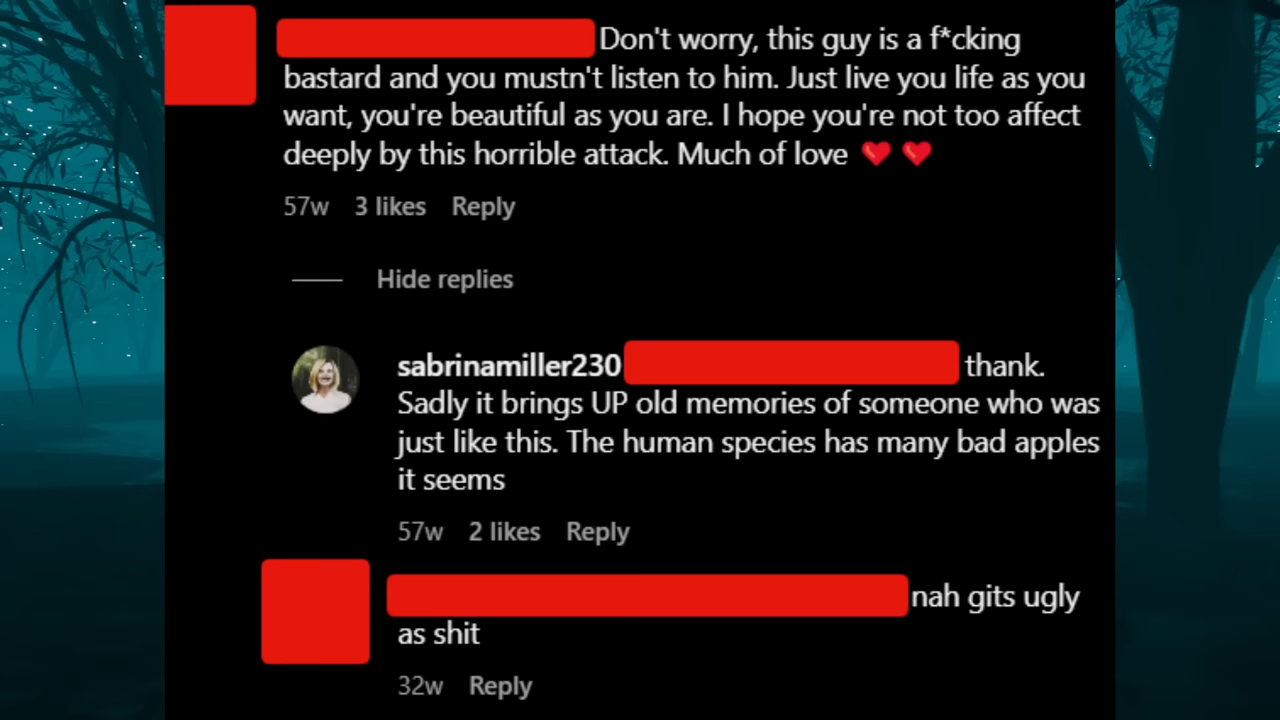 Don't worry, this guy is a f*cking
bastard and you mustn't listen to him. Just live you life as you
want, you're beautiful as you are. I hope you're not too affect
deeply by this horrible attack. Much of love ❤️ ❤️
57w 3 likes Reply
Hide replies
sabrinamiller230 thank.
Sadly it brings UP old memories of someone who was
just like this. The human species has many bad apples
it seems
57w 2 likes Reply
nah gits ugly
as shit
32w Reply